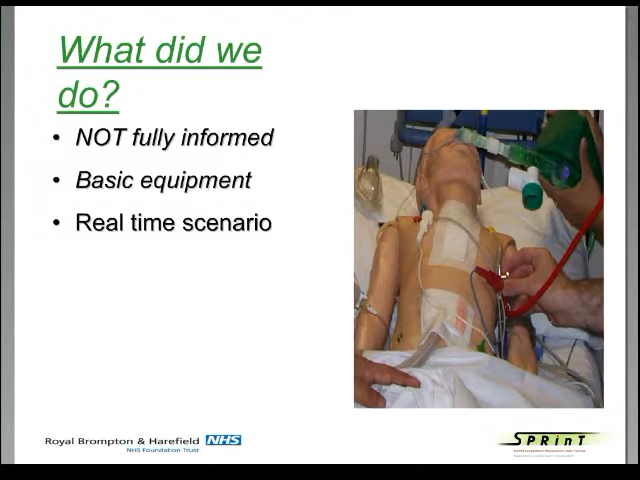 What did we
do?
• NOT fully informed
• Basic equipment
• Real time scenario
Royal Brompton & Harefield NHS
NHS Foundation Trust
SPRinT